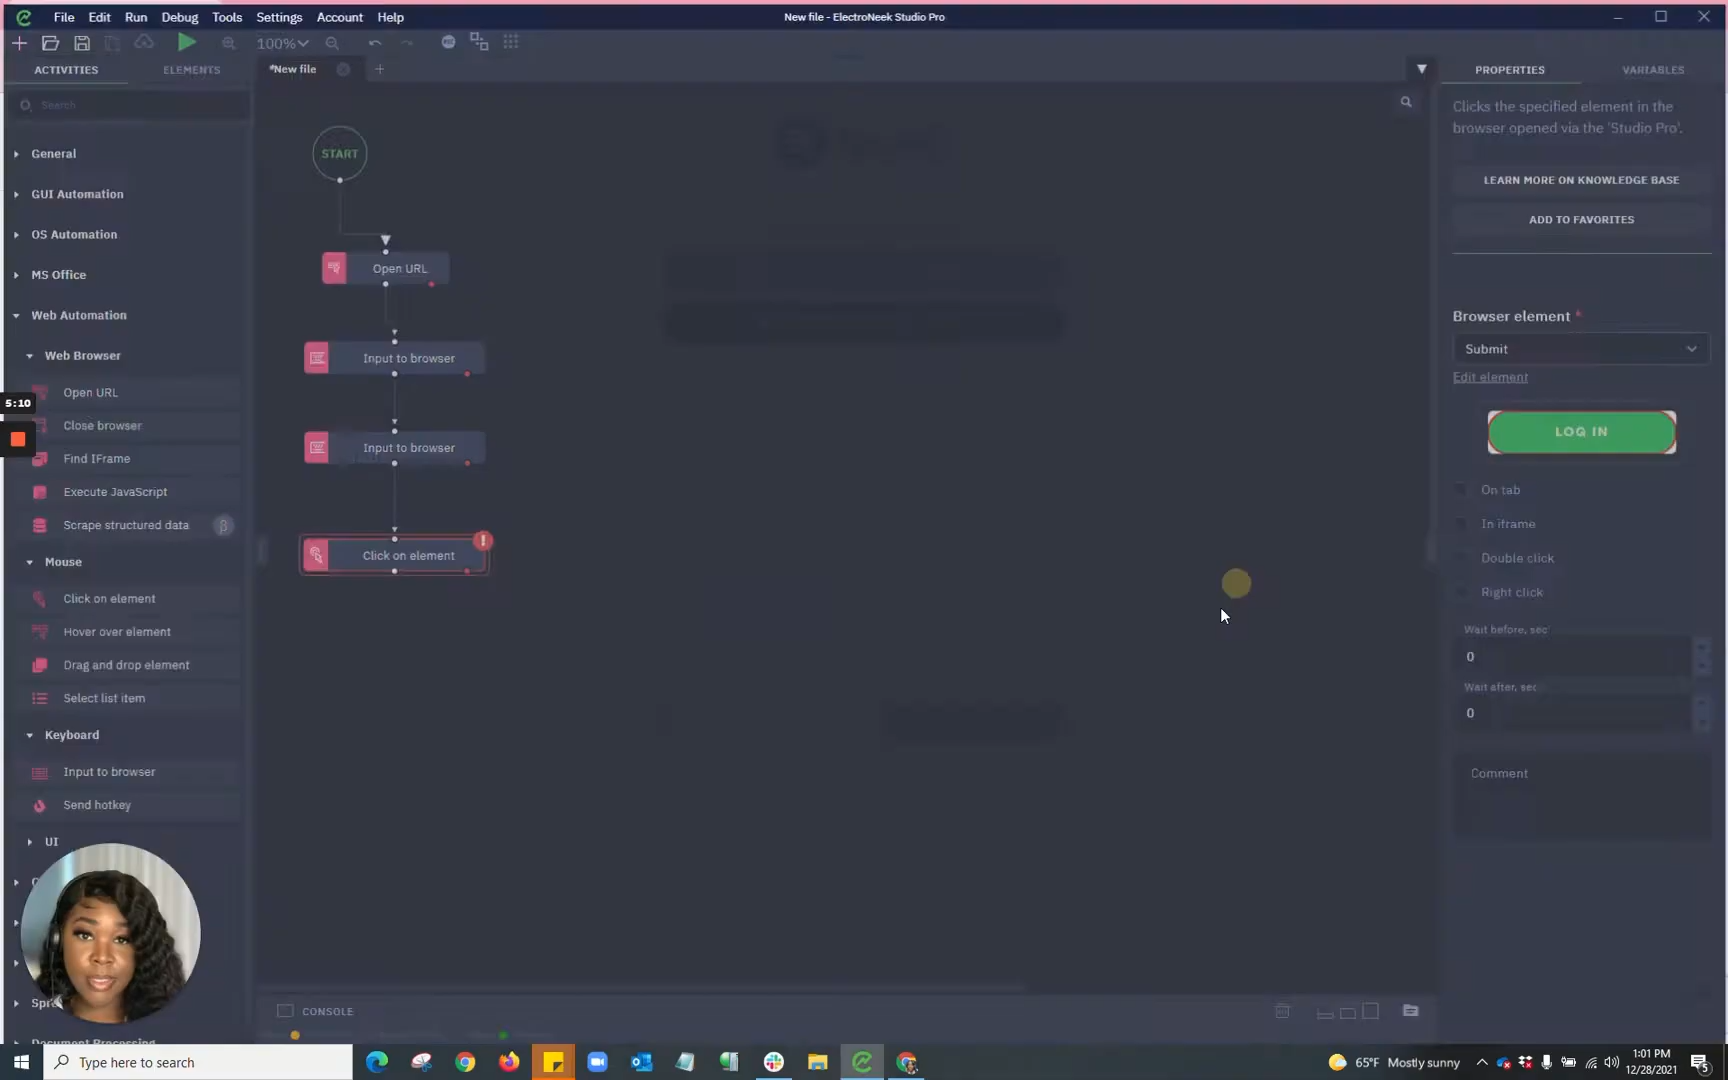 File Edit Run Debug Tools Settings Account Help
New file - ElectroNeek Studio Pro
100%
ACTIVITIES ELEMENTS
*New file
PROPERTIES VARIABLES
Search
General
GUI Automation
OS Automation
MS Office
Web Automation
Web Browser
Open URL
Close browser
Find IFrame
Execute JavaScript
Scrape structured data
Mouse
Click on element
Hover over element
Drag and drop element
Select list item
Keyboard
Input to browser
Send hotkey
UI
5:10
START
Open URL
Input to browser
Input to browser
Click on element
!
Clicks the specified element in the
browser opened via the 'Studio Pro'.
LEARN MORE ON KNOWLEDGE BASE
ADD TO FAVORITES
Browser element *
Submit
Edit element
LOG IN
On tab
In iframe
Double click
Right click
Wait before, sec
0
Wait after, sec
0
Comment
CONSOLE
Document Processing
Type here to search
65°F Mostly sunny
1:01 PM
12/28/2021
5